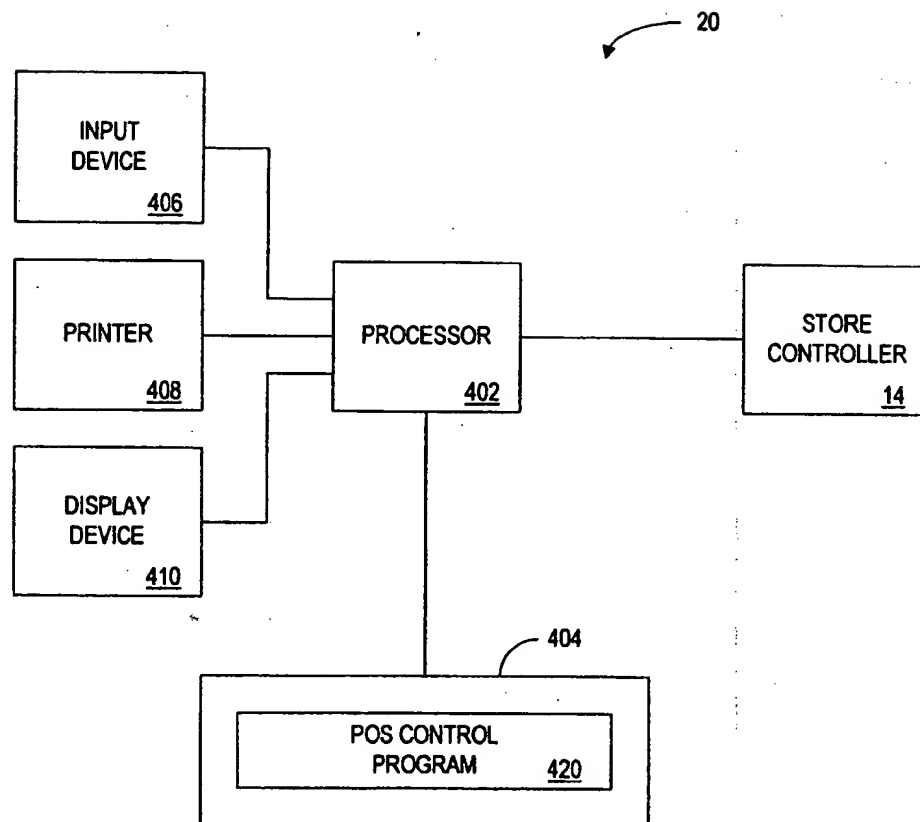 20
INPUT
DEVICE
406
PRINTER
408
DISPLAY
DEVICE
410
PROCESSOR
402
STORE
CONTROLLER
14
404
POS CONTROL
PROGRAM
420